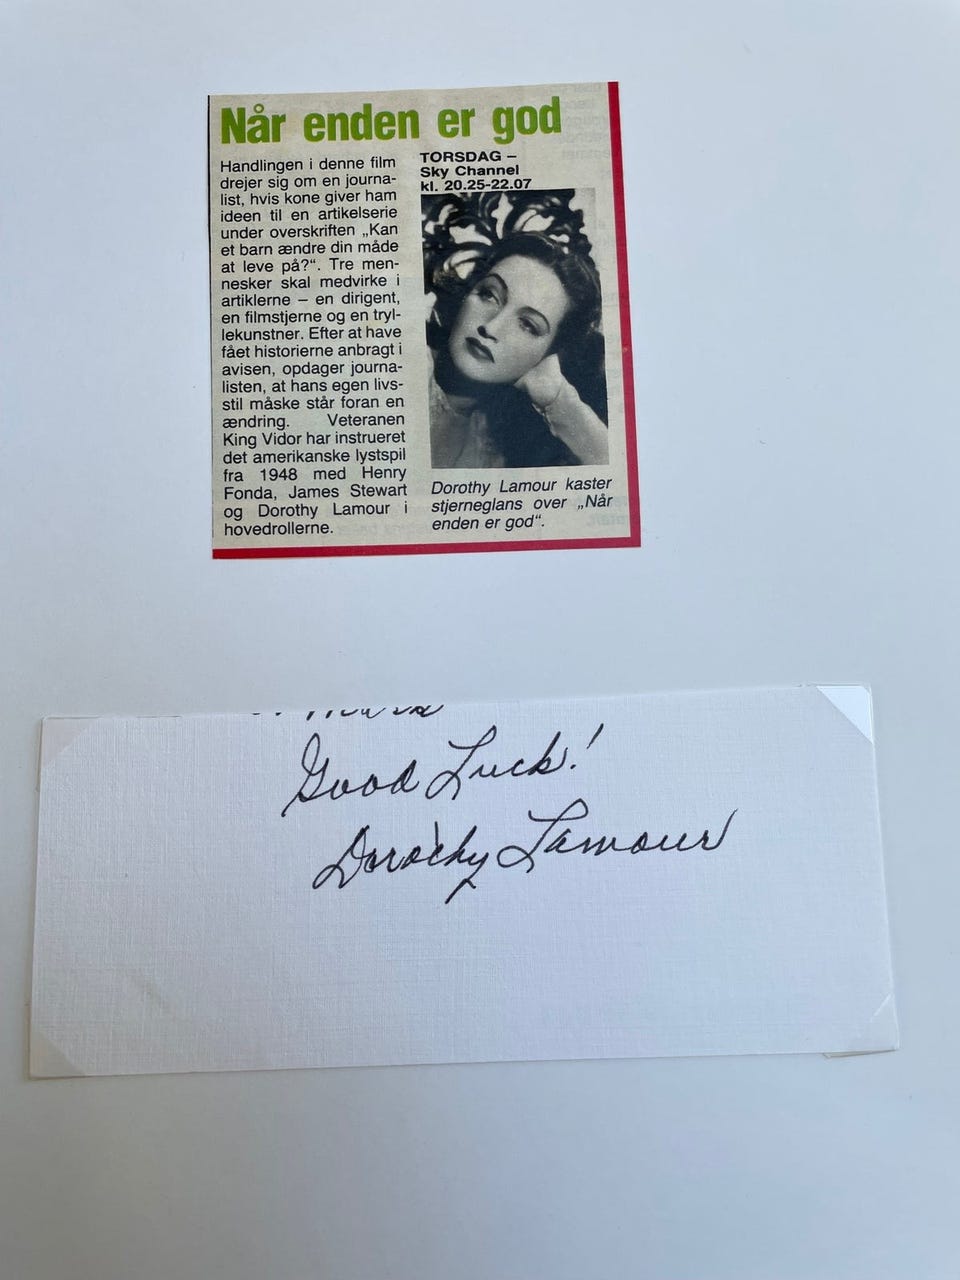 Når enden er god
Handlingen i denne film
drejer sig om en journa-
list, hvis kone giver ham
ideen til en artikelserie
under overskriften „Kan
et barn ændre din måde
at leve på?“. Tre men-
nesker skal medvirke i
artiklerne – en dirigent,
en filmstjerne og en tryl-
lekunstner. Efter at have
fået historierne anbragt i
avisen, opdager journa-
listen, at hans egen livs-
stil måske står foran en
ændring. Veteranen
King Vidor har instrueret
det amerikanske lystspil
fra 1948 med Henry
Fonda, James Stewart
og Dorothy Lamour i
hovedrollerne.
TORSDAG –
Sky Channel
kl. 20.25-22.07
Dorothy Lamour kaster
stjerneglans over „Når
enden er god“.
Good Luck!
Dorothy Lamour